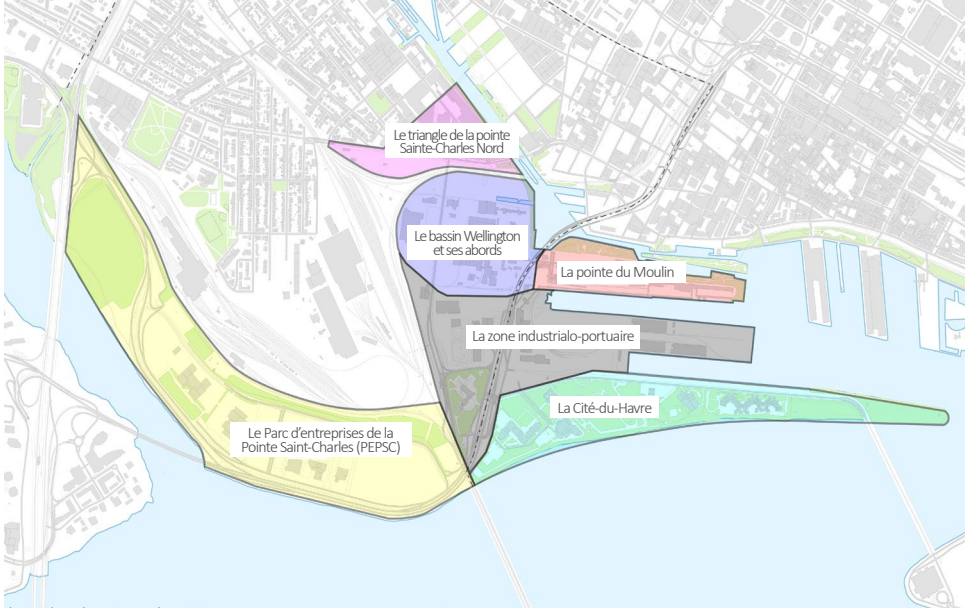 Le triangle de la pointe
Sainte-Charles Nord
Le bassin Wellington
et ses abords
La pointe du Moulin
La zone industrialo-portuaire
La Cité-du-Havre
Le Parc d'entreprises de la
Pointe Saint-Charles (PEPSC)